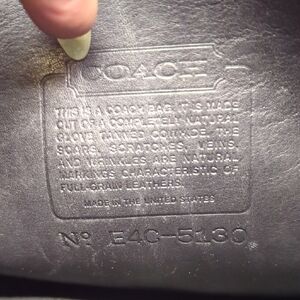 COACH
THIS IS A COACH BAG. IT IS MADE
OUT OF A COMPLETELY NATURAL
GLOVE TANNED COWHIDE. THE
SCARS, SCRATCHES, VEINS
AND WRINKLES ARE NATURAL
MARKINGS CHARACTERISTIC OF
FULL-GRAIN LEATHERS.
MADE IN THE UNITED STATES
Nº E4C-5130